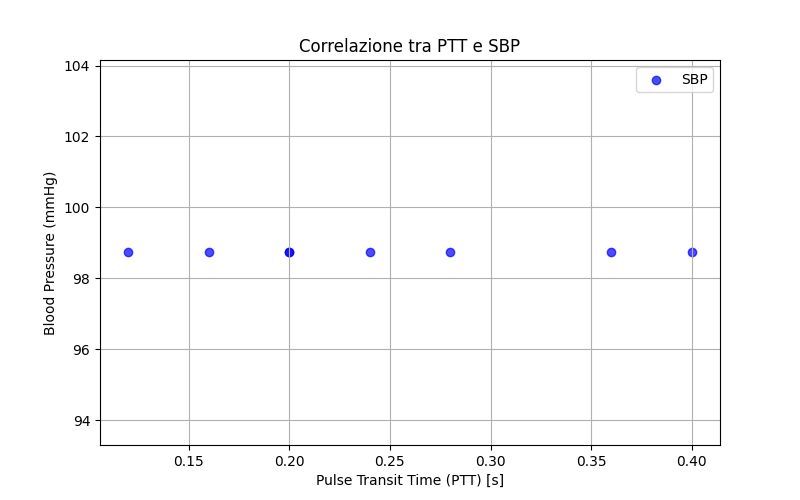 Correlazione tra PTT e SBP
SBP
104
102
100
98
96
94
Blood Pressure (mmHg)
0.15 0.20 0.25 0.30 0.35 0.40
Pulse Transit Time (PTT) [s]